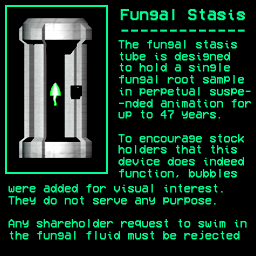 Fungal Stasis
--------------
The fungal stasis
tube is designed
to hold a single
fungal root sample
in perpetual suspe-
-nded animation for
up to 47 years.
To encourage stock
holders that this
device does indeed
function, bubbles
were added for visual interest.
They do not serve any purpose.
Any shareholder request to swim in
the fungal fluid must be rejected